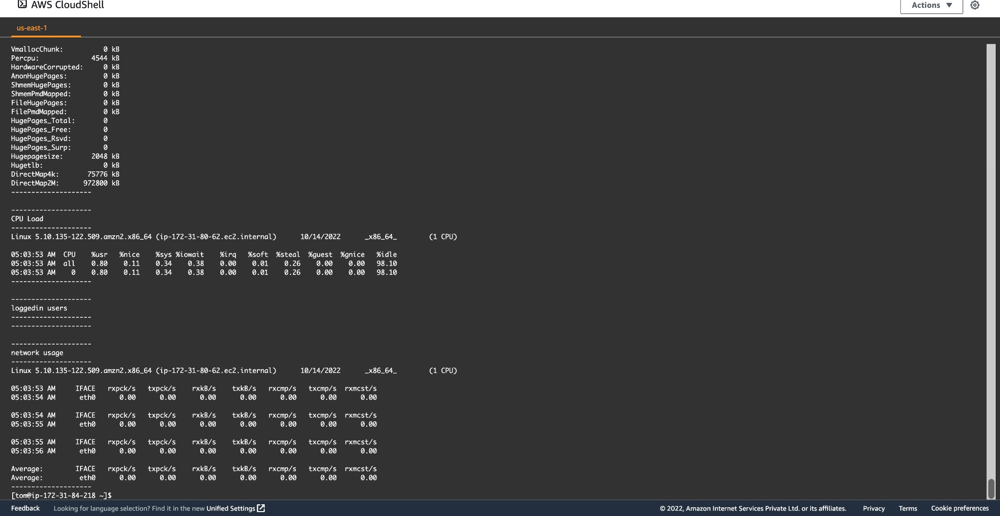 AWS CloudShell
Actions ▼
us-east-1
VmallocChunk:          0 kB
Percpu:             4544 kB
HardwareCorrupted:     0 kB
AnonHugePages:         0 kB
ShmemHugePages:        0 kB
ShmemPmdMapped:        0 kB
FileHugePages:         0 kB
FilePmdMapped:         0 kB
HugePages_Total:       0
HugePages_Free:        0
HugePages_Rsvd:        0
HugePages_Surp:        0
Hugepagesize:       2048 kB
Hugetlb:               0 kB
DirectMap4k:       75776 kB
DirectMap2M:      972800 kB
--------------------
--------------------
CPU Load
--------------------
Linux 5.10.135-122.509.amzn2.x86_64 (ip-172-31-80-62.ec2.internal)      10/14/2022      _x86_64_        (1 CPU)
05:03:53 AM  CPU    %usr   %nice    %sys %iowait    %irq   %soft  %steal  %guest  %gnice   %idle
05:03:53 AM  all    0.80    0.11    0.34    0.38    0.00    0.01    0.26    0.00    0.00   98.10
05:03:53 AM    0    0.80    0.11    0.34    0.38    0.00    0.01    0.26    0.00    0.00   98.10
--------------------
--------------------
loggedin users
--------------------
--------------------
--------------------
network usage
--------------------
Linux 5.10.135-122.509.amzn2.x86_64 (ip-172-31-80-62.ec2.internal)      10/14/2022      _x86_64_        (1 CPU)
05:03:53 AM     IFACE   rxpck/s   txpck/s    rxkB/s    txkB/s   rxcmp/s   txcmp/s  rxmcst/s
05:03:54 AM      eth0      0.00      0.00      0.00      0.00      0.00      0.00      0.00
05:03:54 AM     IFACE   rxpck/s   txpck/s    rxkB/s    txkB/s   rxcmp/s   txcmp/s  rxmcst/s
05:03:55 AM      eth0      0.00      0.00      0.00      0.00      0.00      0.00      0.00
05:03:55 AM     IFACE   rxpck/s   txpck/s    rxkB/s    txkB/s   rxcmp/s   txcmp/s  rxmcst/s
05:03:56 AM      eth0      0.00      0.00      0.00      0.00      0.00      0.00      0.00
Average:        IFACE   rxpck/s   txpck/s    rxkB/s    txkB/s   rxcmp/s   txcmp/s  rxmcst/s
Average:         eth0      0.00      0.00      0.00      0.00      0.00      0.00      0.00
--------------------
[tom@ip-172-31-84-218 ~]$
Feedback Looking for language selection? Find it in the new Unified Settings © 2022, Amazon Internet Services Private Ltd. or its affiliates. Privacy Terms Cookie preferences